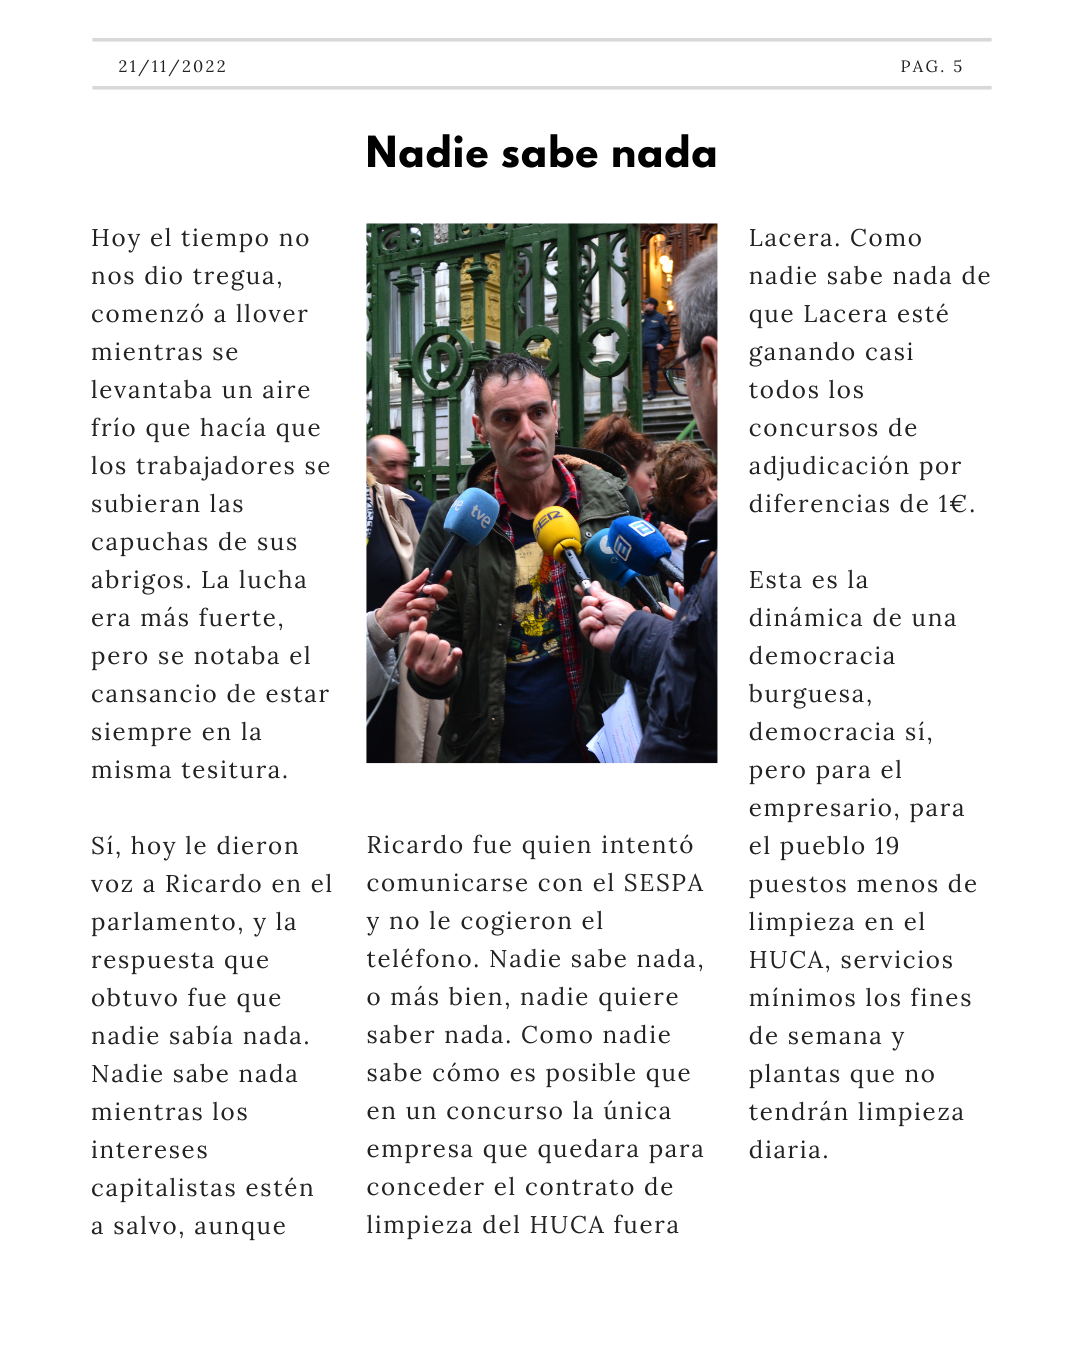 21/11/2022
PAG. 5
Nadie sabe nada
Hoy el tiempo no
nos dio tregua,
comenzó a llover
mientras se
levantaba un aire
frío que hacía que
los trabajadores se
subieran las
capuchas de sus
abrigos. La lucha
era más fuerte,
pero se notaba el
cansancio de estar
siempre en la
misma tesitura.
Sí, hoy le dieron
voz a Ricardo en el
parlamento, y la
respuesta que
obtuvo fue que
nadie sabía nada.
Nadie sabe nada
mientras los
intereses
capitalistas estén
a salvo, aunque
tve
SER
Ricardo fue quien intentó
comunicarse con el SESPA
y no le cogieron el
teléfono. Nadie sabe nada,
o más bien, nadie quiere
saber nada. Como nadie
sabe cómo es posible que
en un concurso la única
empresa que quedara para
conceder el contrato de
limpieza del HUCA fuera
Lacera. Como
nadie sabe nada de
que Lacera esté
ganando casi
todos los
concursos de
adjudicación por
diferencias de 1€.
Esta es la
dinámica de una
democracia
burguesa,
democracia sí,
pero para el
empresario, para
el pueblo 19
puestos menos de
limpieza en el
HUCA, servicios
mínimos los fines
de semana y
plantas que no
tendrán limpieza
diaria.